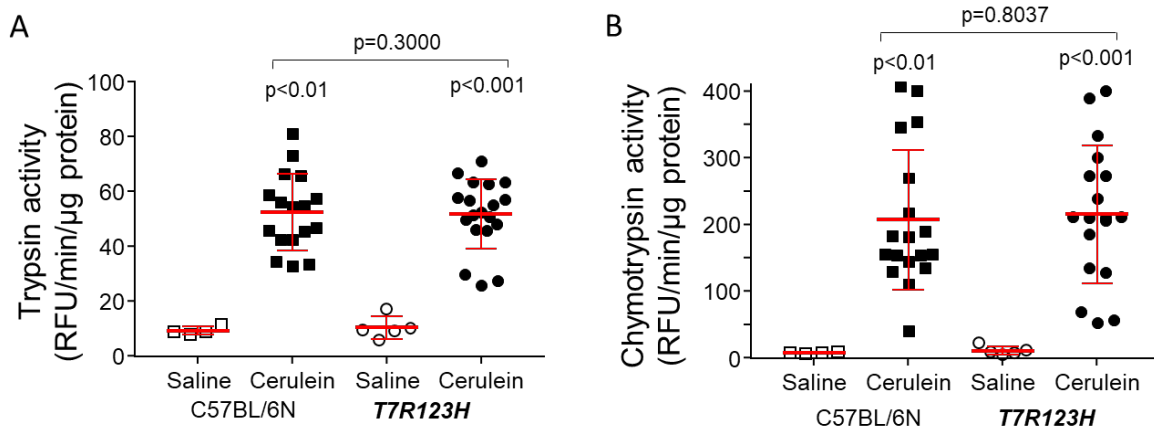 A
p=0.3000
p<0.01
p<0.001
Trypsin activity
(RFU/min/µg protein)
100
80
60
40
20
0
Saline Cerulein Saline Cerulein
C57BL/6N T7R123H
B
p=0.8037
p<0.01
p<0.001
Chymotrypsin activity
(RFU/min/µg protein)
400
300
200
100
0
Saline Cerulein Saline Cerulein
C57BL/6N T7R123H